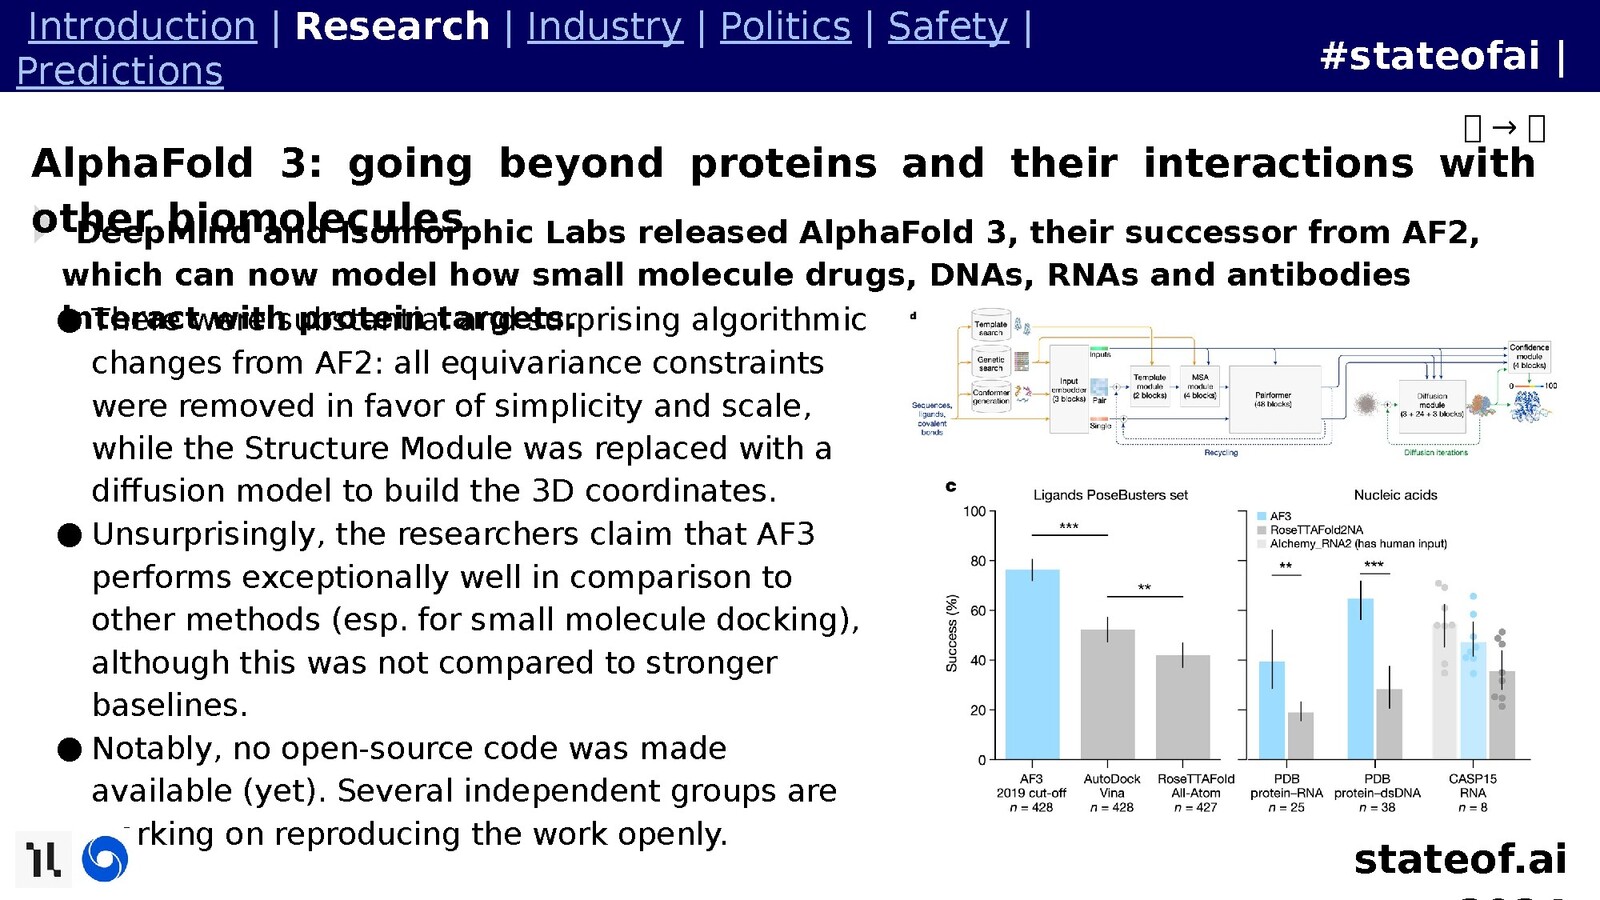 Introduction | Research | Industry | Politics | Safety |
Predictions
#stateofai |
→
AlphaFold 3: going beyond proteins and their interactions with
other biomolecules
DeepMind and Isomorphic Labs released AlphaFold 3, their successor from AF2,
which can now model how small molecule drugs, DNAs, RNAs and antibodies
interact with protein targets.
● There were substantial and surprising algorithmic
changes from AF2: all equivariance constraints
were removed in favor of simplicity and scale,
while the Structure Module was replaced with a
diffusion model to build the 3D coordinates.
● Unsurprisingly, the researchers claim that AF3
performs exceptionally well in comparison to
other methods (esp. for small molecule docking),
although this was not compared to stronger
baselines.
● Notably, no open-source code was made
available (yet). Several independent groups are
working on reproducing the work openly.
d
Template
search
Genetic
search
Conformer
generation
Sequences,
ligands,
covalent
bonds
Input
embedder
(3 blocks)
Inputs
Pair
Single
Template
module
(2 blocks)
MSA
module
(4 blocks)
Pairformer
(48 blocks)
Diffusion
module
(3 + 24 + 3 blocks)
Confidence
module
(4 blocks)
0 100
Recycling
Diffusion iterations
c
Ligands PoseBusters set
Nucleic acids
Success (%)
100
80
60
40
20
0
***
**
AF3
2019 cut-off
n = 428
AutoDock
Vina
n = 428
RoseTTAFold
All-Atom
n = 427
AF3
RoseTTAFold2NA
Alchemy_RNA2 (has human input)
**
***
PDB
protein–RNA
n = 25
PDB
protein–dsDNA
n = 38
CASP15
RNA
n = 8
stateof.ai